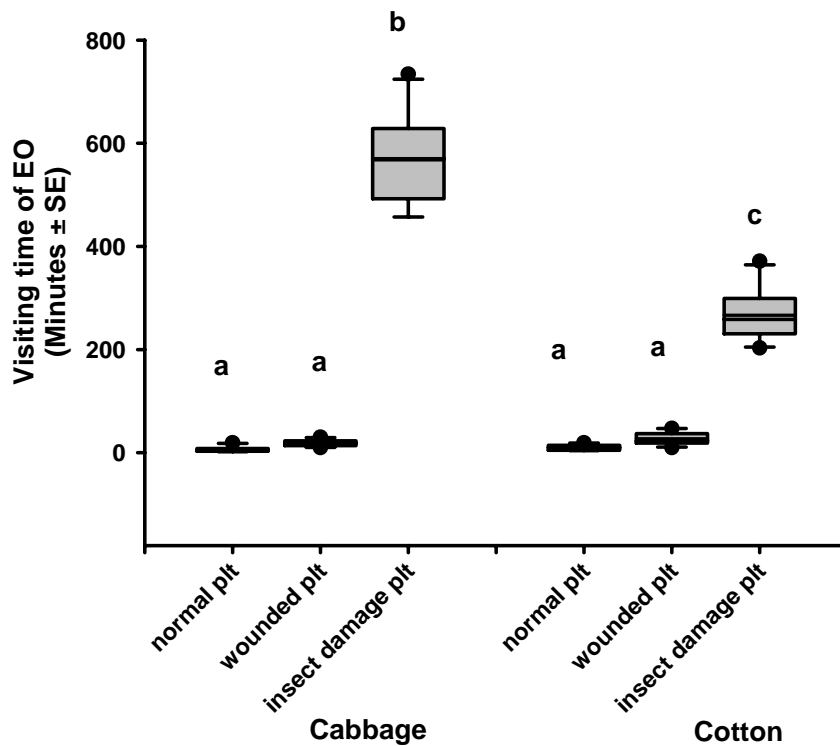 Visiting time of EO
(Minutes ± SE)
800
600
400
200
0
b
c
a
a
a
a
normal plt
wounded plt
insect damage plt
normal plt
wounded plt
insect damage plt
Cabbage
Cotton